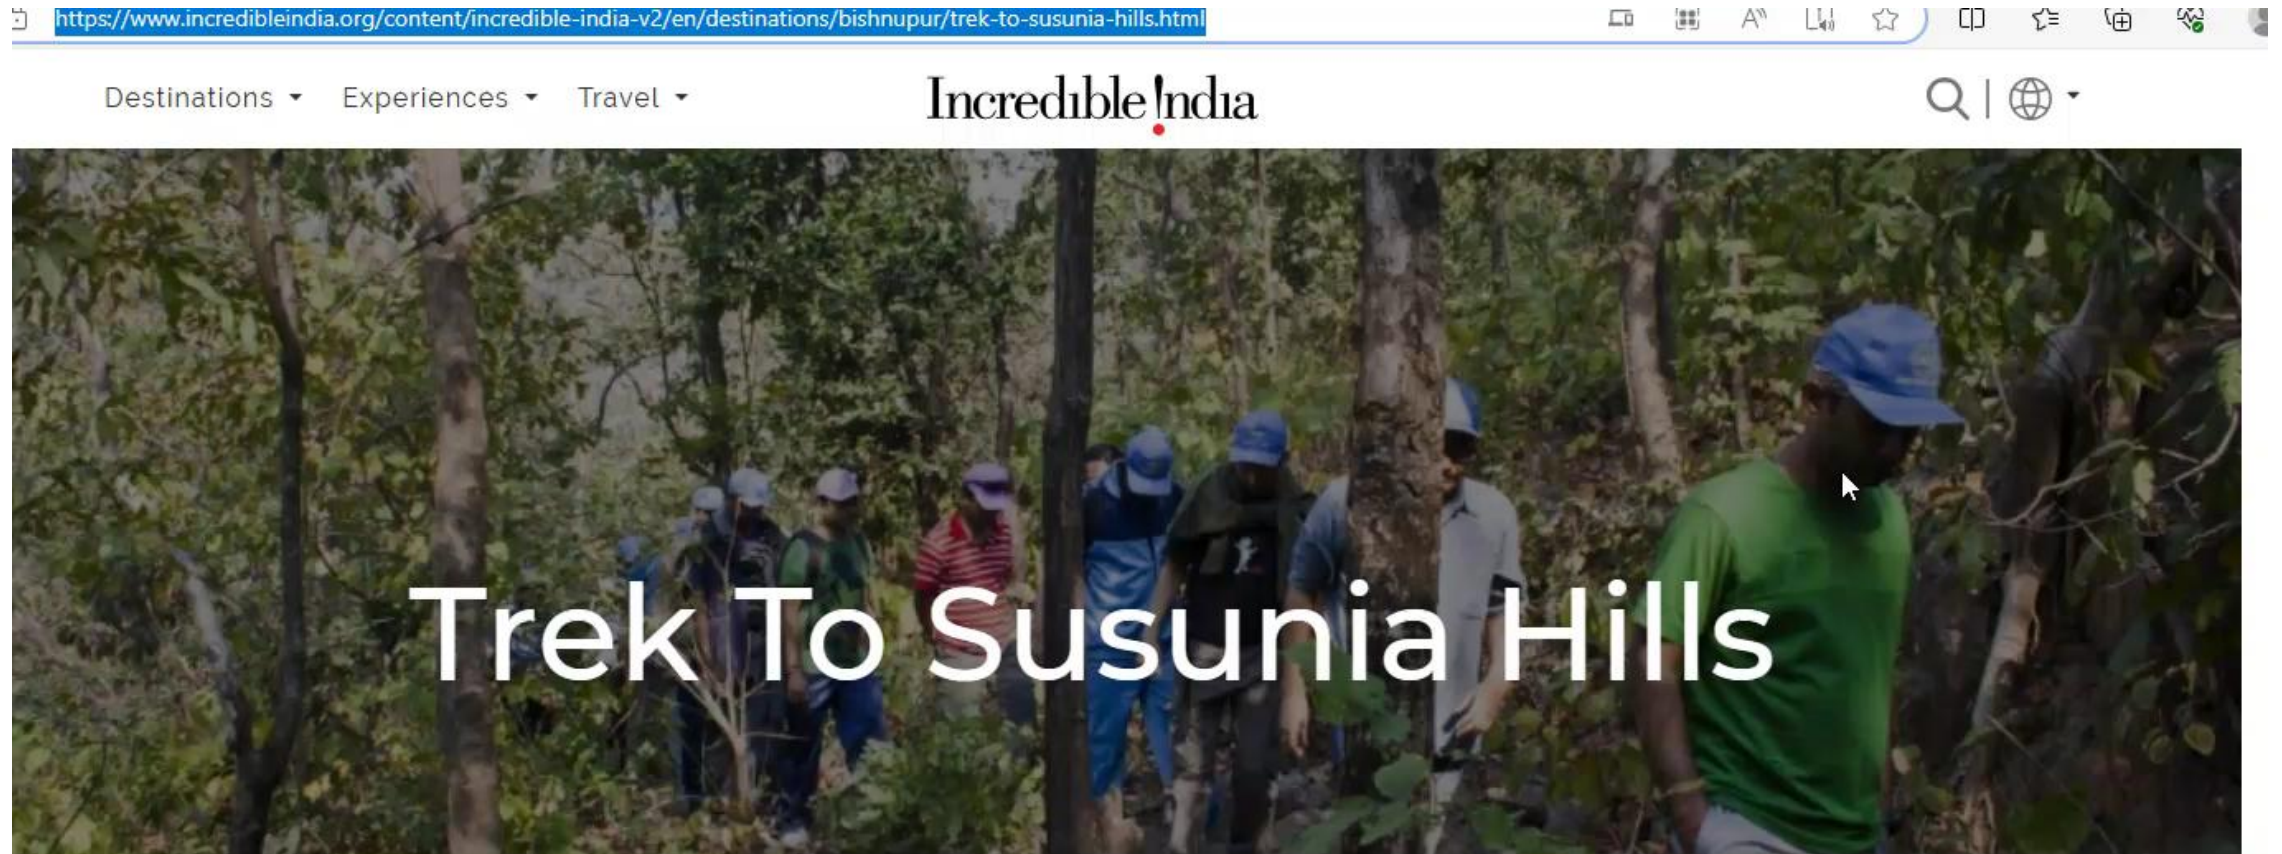 https://www.incredibleindia.org/content/incredible-india-v2/en/destinations/bishnupur/trek-to-susunia-hills.html
Destinations Experiences Travel Incredible !ndia
Trek To Susunia Hills